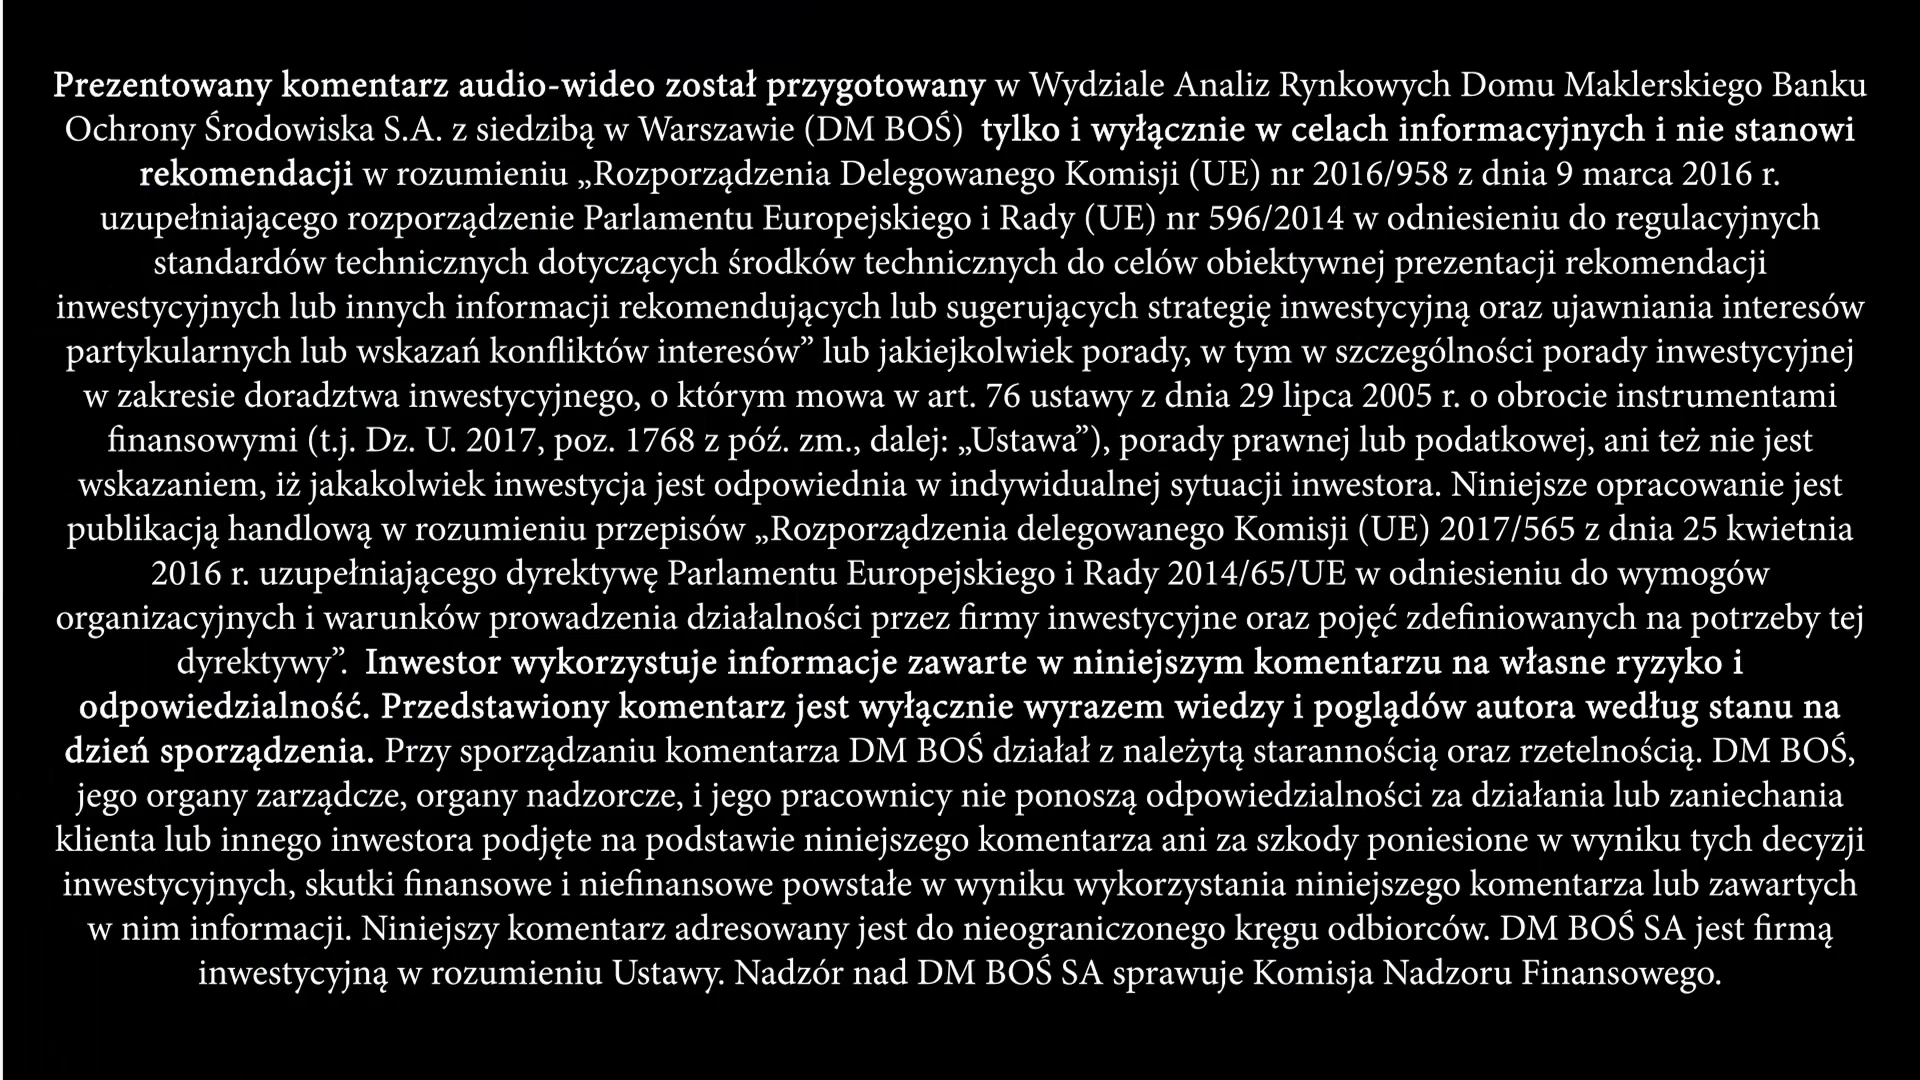 Prezentowany komentarz audio-wideo został przygotowany w Wydziale Analiz Rynkowych Domu Maklerskiego Banku
Ochrony Środowiska S.A. z siedzibą w Warszawie (DM BOŚ) tylko i wyłącznie w celach informacyjnych i nie stanowi
rekomendacji w rozumieniu „Rozporządzenia Delegowanego Komisji (UE) nr 2016/958 z dnia 9 marca 2016 r.
uzupełniającego rozporządzenie Parlamentu Europejskiego i Rady (UE) nr 596/2014 w odniesieniu do regulacyjnych
standardów technicznych dotyczących środków technicznych do celów obiektywnej prezentacji rekomendacji
inwestycyjnych lub innych informacji rekomendujących lub sugerujących strategię inwestycyjną oraz ujawniania interesów
partykularnych lub wskazań konfliktów interesów” lub jakiejkolwiek porady, w tym w szczególności porady inwestycyjnej
w zakresie doradztwa inwestycyjnego, o którym mowa w art. 76 ustawy z dnia 29 lipca 2005 r. o obrocie instrumentami
finansowymi (t.j. Dz. U. 2017, poz. 1768 z póź. zm., dalej: „Ustawa”), porady prawnej lub podatkowej, ani też nie jest
wskazaniem, iż jakakolwiek inwestycja jest odpowiednia w indywidualnej sytuacji inwestora. Niniejsze opracowanie jest
publikacją handlową w rozumieniu przepisów „Rozporządzenia delegowanego Komisji (UE) 2017/565 z dnia 25 kwietnia
2016 r. uzupełniającego dyrektywę Parlamentu Europejskiego i Rady 2014/65/UE w odniesieniu do wymogów
organizacyjnych i warunków prowadzenia działalności przez firmy inwestycyjne oraz pojęć zdefiniowanych na potrzeby tej
dyrektywy”. Inwestor wykorzystuje informacje zawarte w niniejszym komentarzu na własne ryzyko i
odpowiedzialność. Przedstawiony komentarz jest wyłącznie wyrazem wiedzy i poglądów autora według stanu na
dzień sporządzenia. Przy sporządzaniu komentarza DM BOŚ działał z należytą starannością oraz rzetelnością. DM BOŚ,
jego organy zarządcze, organy nadzorcze, i jego pracownicy nie ponoszą odpowiedzialności za działania lub zaniechania
klienta lub innego inwestora podjęte na podstawie niniejszego komentarza ani za szkody poniesione w wyniku tych decyzji
inwestycyjnych, skutki finansowe i niefinansowe powstałe w wyniku wykorzystania niniejszego komentarza lub zawartych
w nim informacji. Niniejszy komentarz adresowany jest do nieograniczonego kręgu odbiorców. DM BOŚ SA jest firmą
inwestycyjną w rozumieniu Ustawy. Nadzór nad DM BOŚ SA sprawuje Komisja Nadzoru Finansowego.